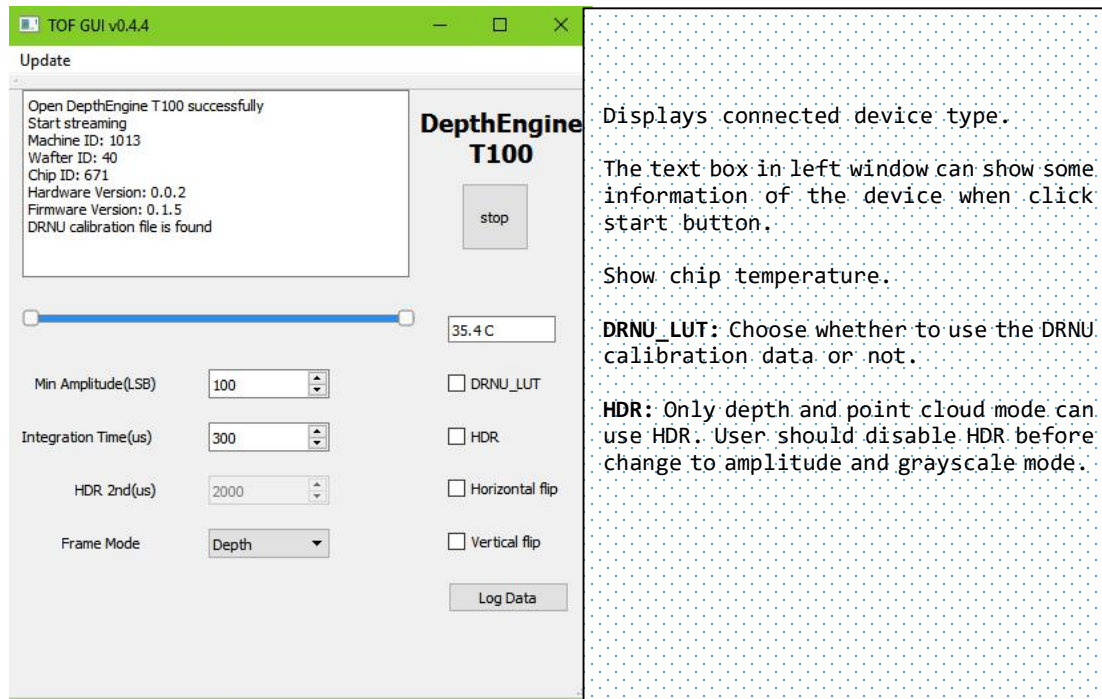 TOF GUI v0.4.4
Update
Open DepthEngine T100 successfully
Start streaming
Machine ID: 1013
Wafter ID: 40
Chip ID: 671
Hardware Version: 0.0.2
Firmware Version: 0.1.5
DRNU calibration file is found
DepthEngine
T100
stop
35.4 C
Min Amplitude(LSB)
100
DRNU_LUT
Integration Time(us)
300
HDR
HDR 2nd(us)
2000
Horizontal flip
Frame Mode
Depth
Vertical flip
Log Data
Displays connected device type.
The text box in left window can show some
information of the device when click
start button.
Show chip temperature.
DRNU_LUT: Choose whether to use the DRNU
calibration data or not.
HDR: Only depth and point cloud mode can
use HDR. User should disable HDR before
change to amplitude and grayscale mode.